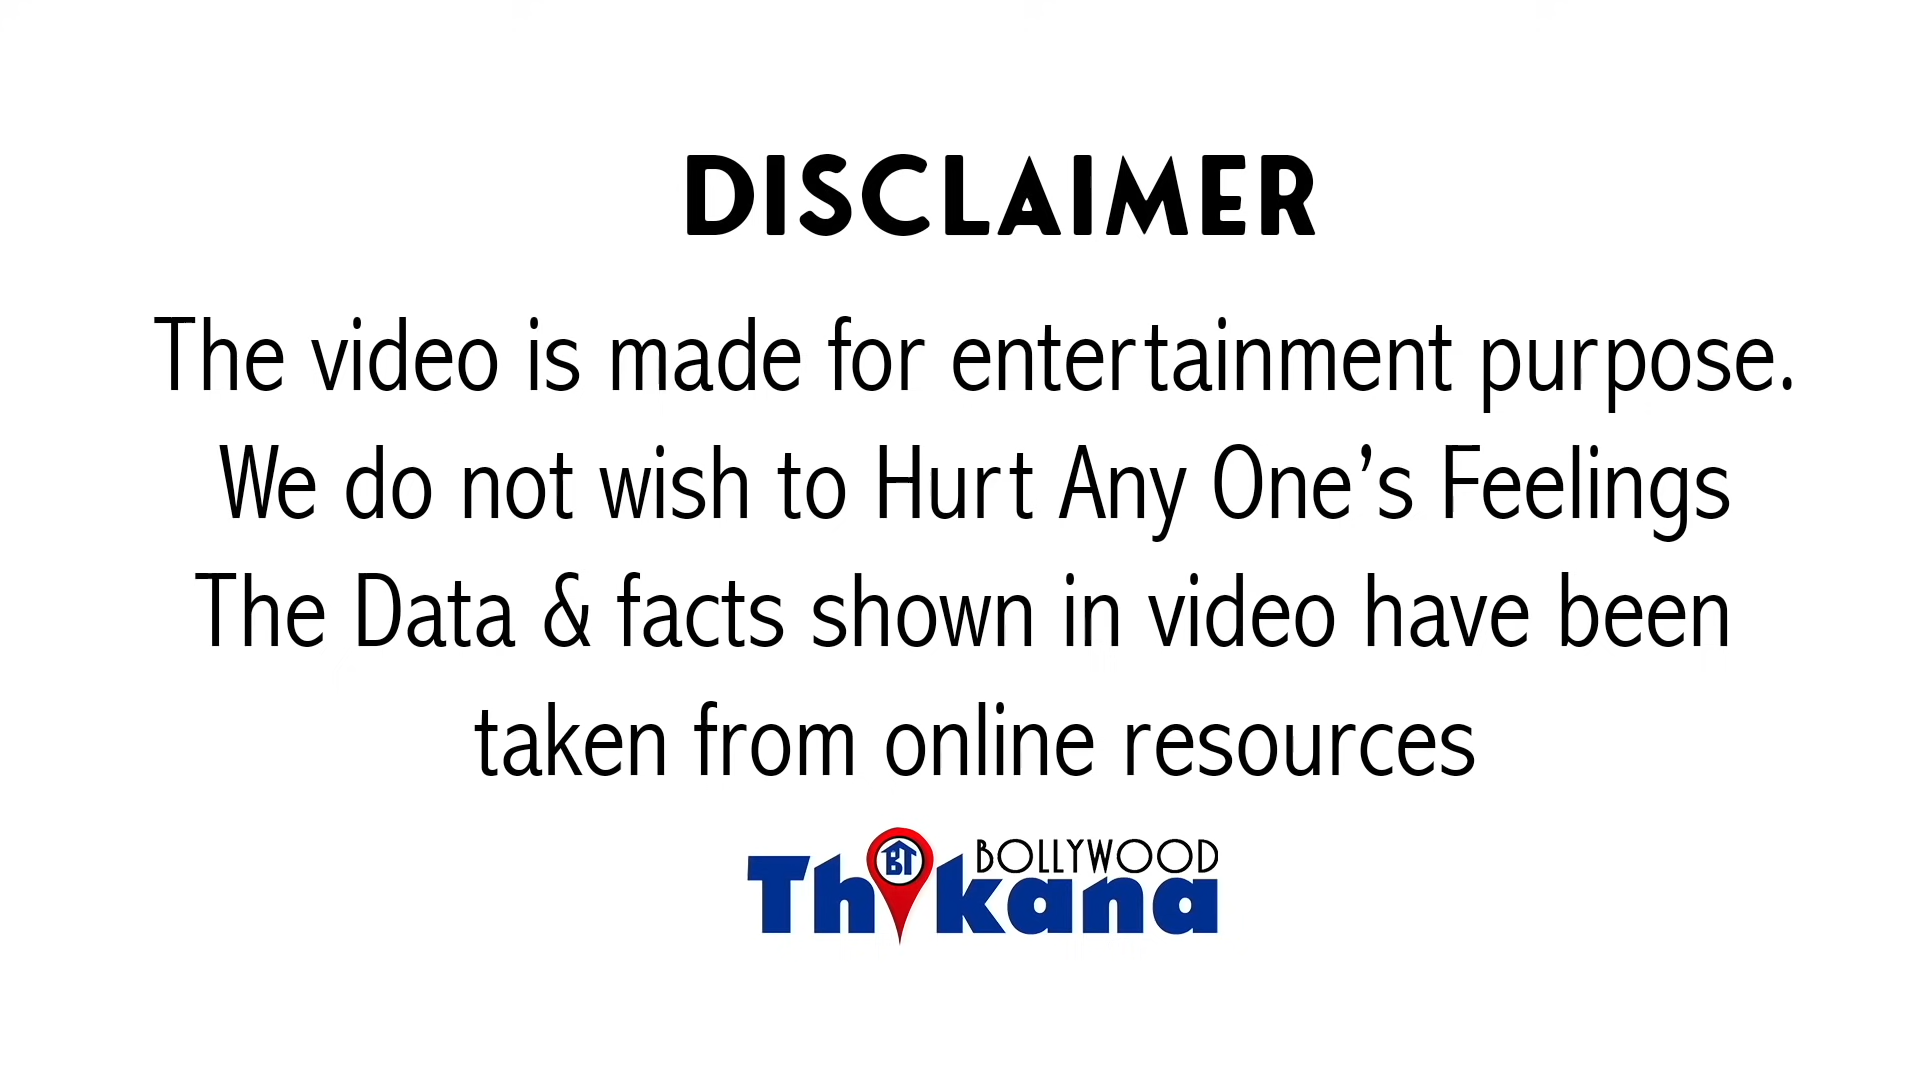 DISCLAIMER
The video is made for entertainment purpose.
We do not wish to Hurt Any One’s Feelings
The Data & facts shown in video have been
taken from online resources
BT
BOLLYWOOD
Thikana